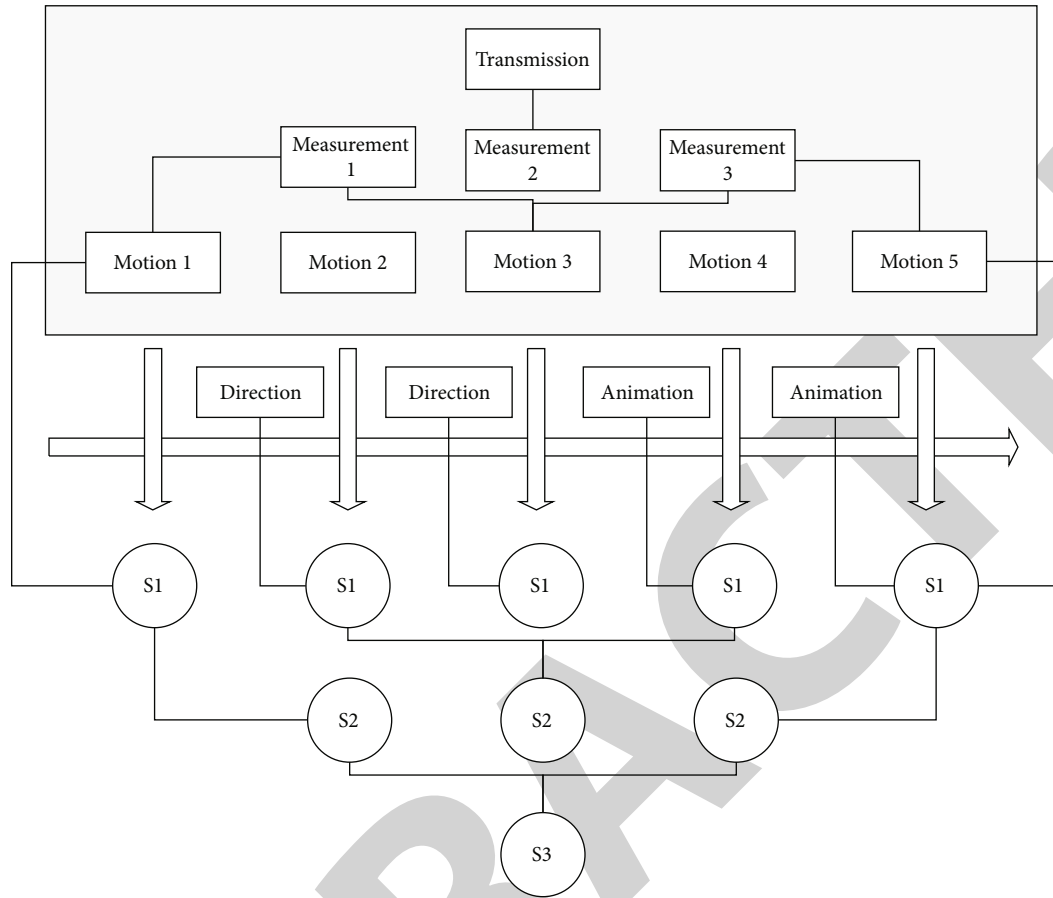 Transmission
Measurement
1
Measurement
2
Measurement
3
Motion 1
Motion 2
Motion 3
Motion 4
Motion 5
Direction
Direction
Animation
Animation
S1
S1
S1
S1
S1
S2
S2
S2
S3